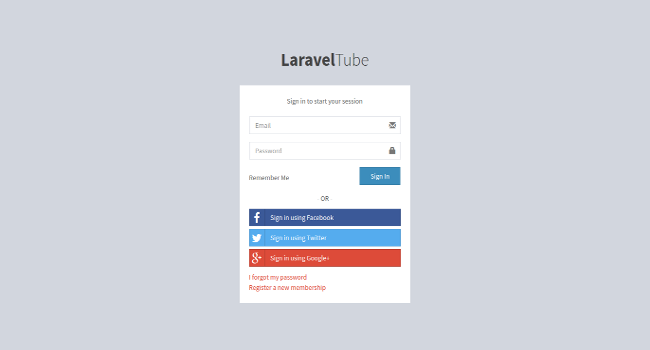 LaravelTube
Sign in to start your session
Email
Password
Remember Me
Sign In
OR
Sign in using Facebook
Sign in using Twitter
Sign in using Google+
I forgot my password
Register a new membership